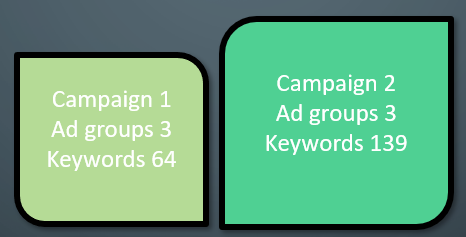 Campaign 1
Ad groups 3
Keywords 64
Campaign 2
Ad groups 3
Keywords 139